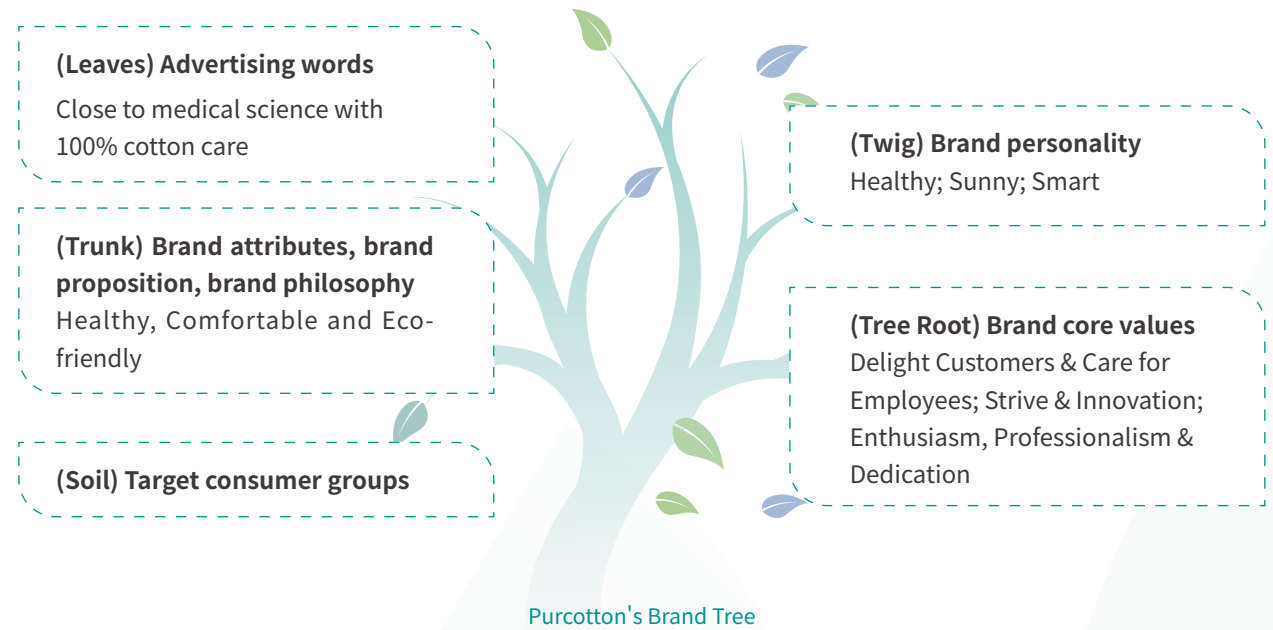 (Leaves) Advertising words
Close to medical science with
100% cotton care
(Trunk) Brand attributes, brand
proposition, brand philosophy
Healthy, Comfortable and Eco-
friendly
(Soil) Target consumer groups
(Twig) Brand personality
Healthy; Sunny; Smart
(Tree Root) Brand core values
Delight Customers & Care for
Employees; Strive & Innovation;
Enthusiasm, Professionalism &
Dedication
Purcotton's Brand Tree